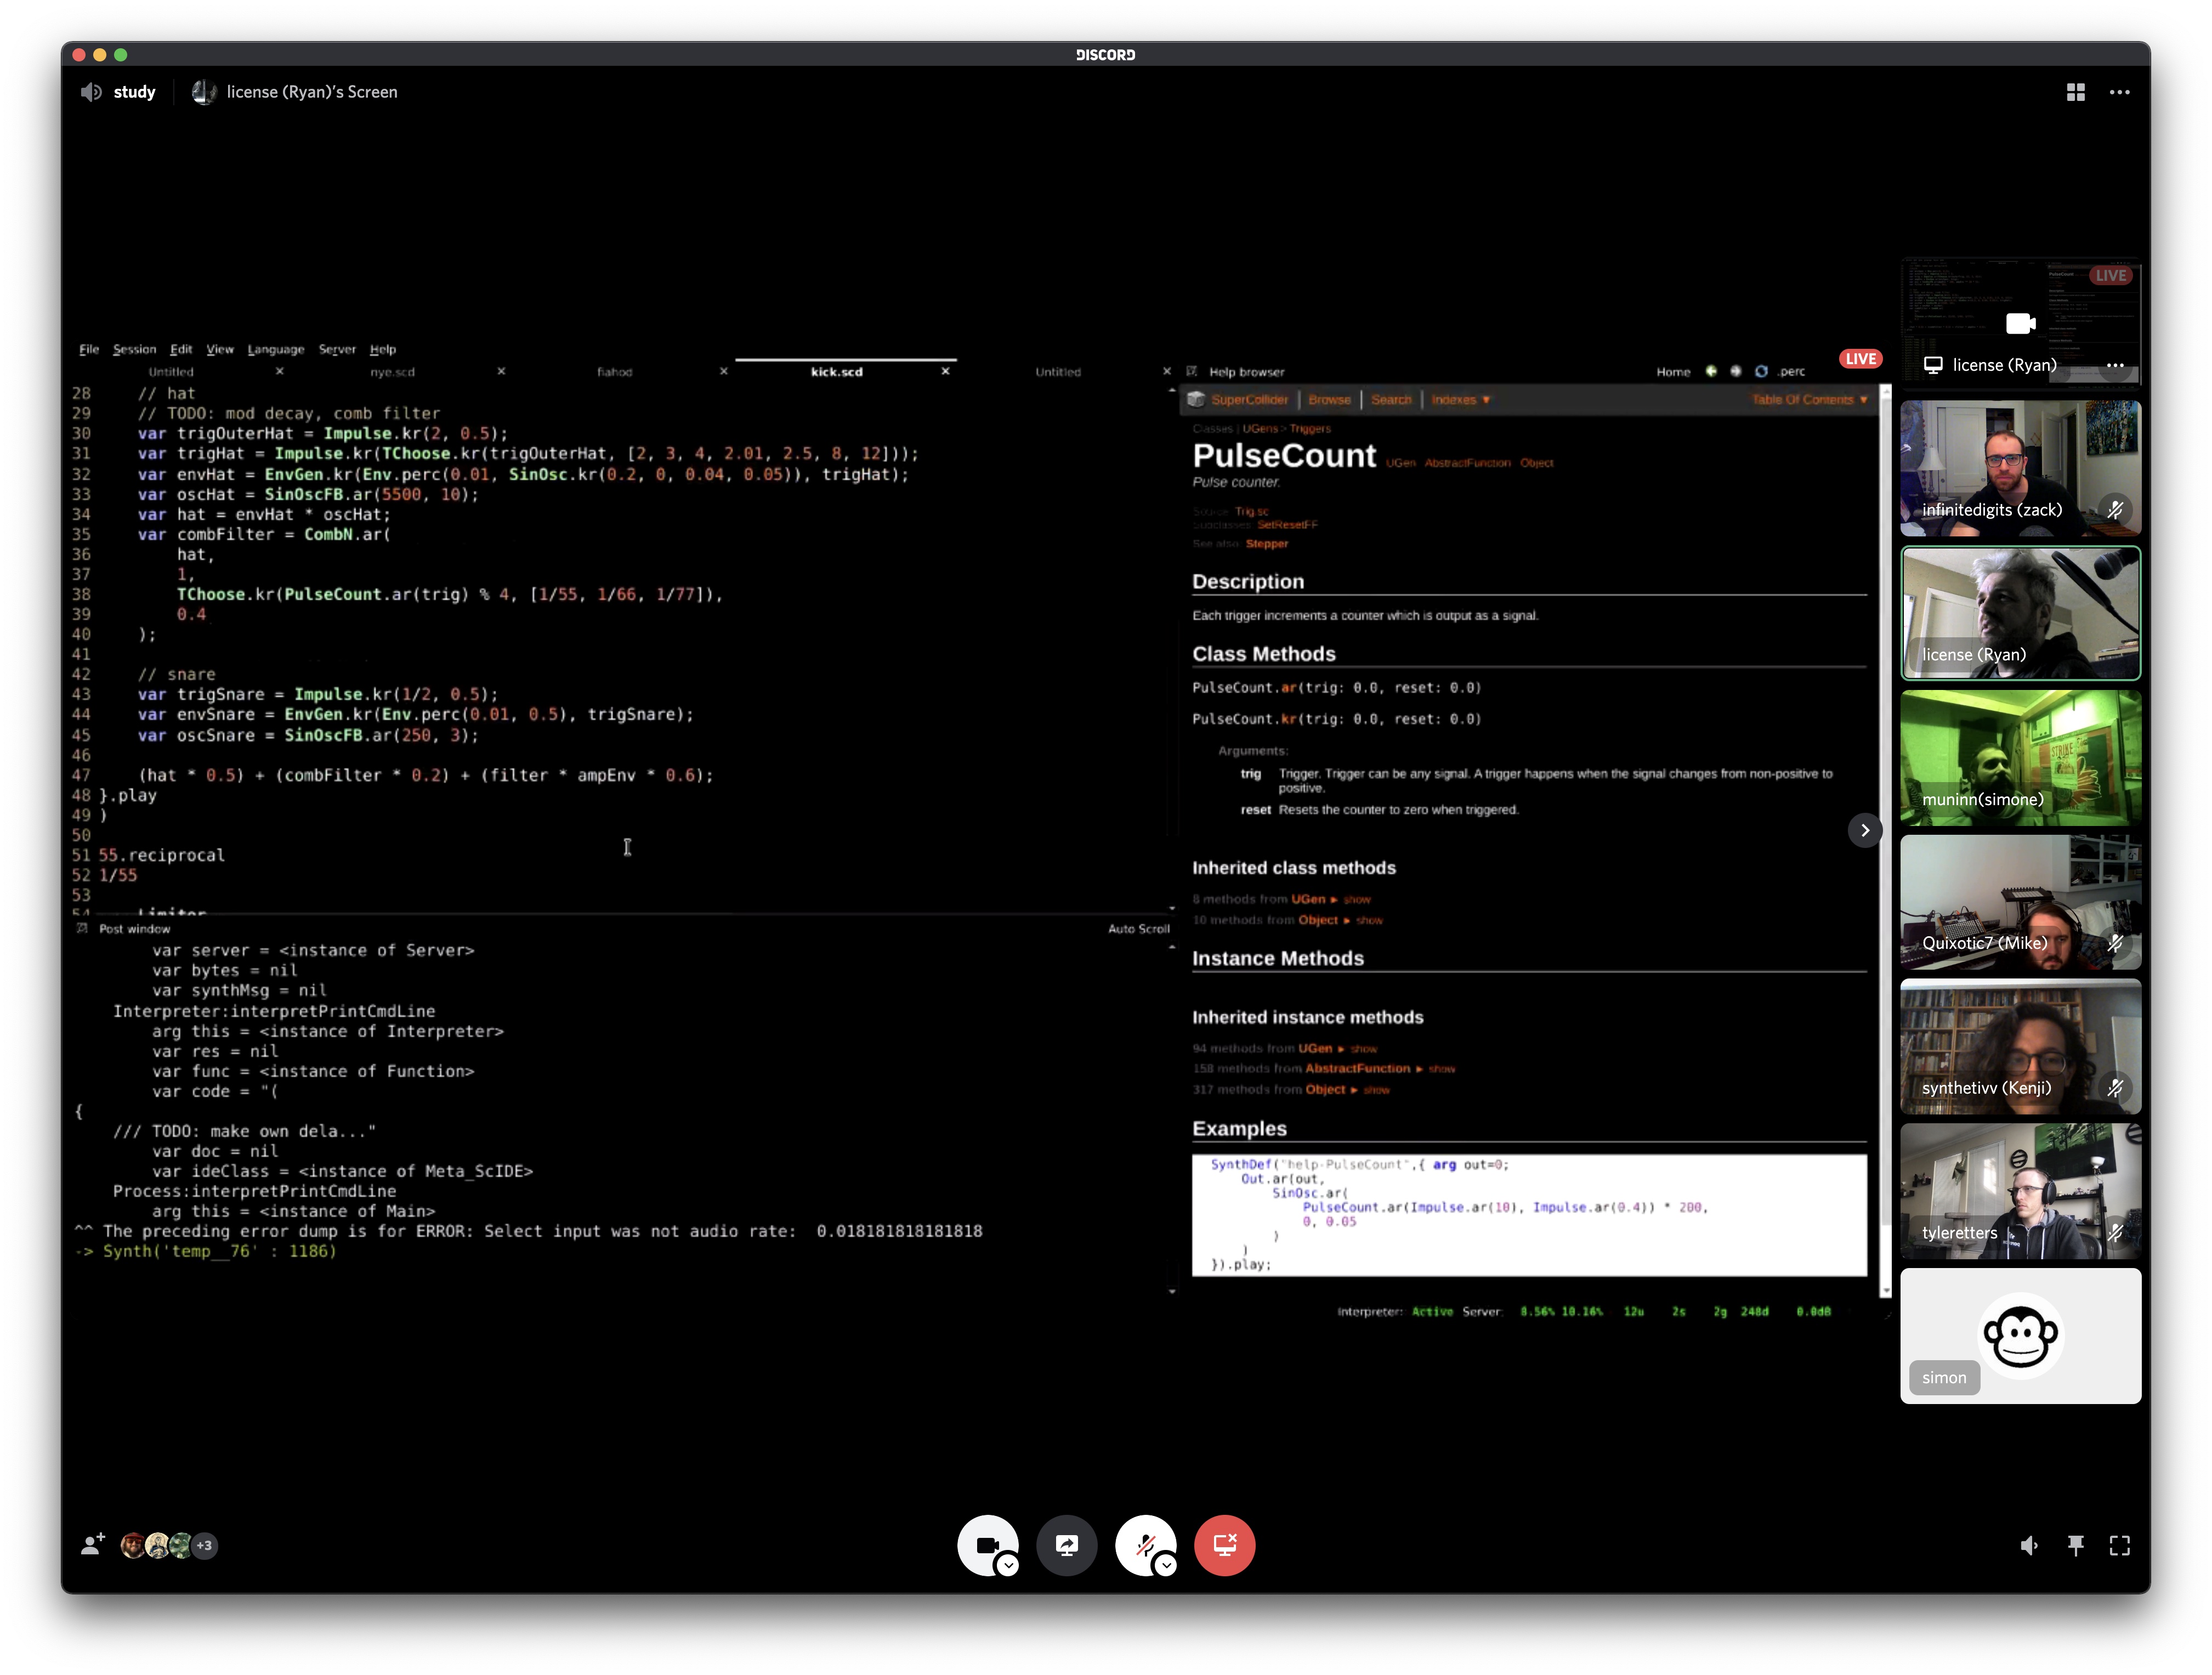 DISCORD
study
license (Ryan)'s Screen
File Session Edit View Language Server Help
Untitled nye.scd fiahod kick.scd Untitled
28 // hat
29 // TODO: mod decay, comb filter
30 var trigOuterHat = Impulse.kr(2, 0.5);
31 var trigHat = Impulse.kr(TChoose.kr(trigOuterHat, [2, 3, 4, 2.01, 2.5, 8, 12]));
32 var envHat = EnvGen.kr(Env.perc(0.01, SinOsc.kr(0.2, 0, 0.04, 0.05)), trigHat);
33 var oscHat = SinOscFB.ar(5500, 10);
34 var hat = envHat * oscHat;
35 var combFilter = CombN.ar(
36 hat,
37 1,
38 TChoose.kr(PulseCount.ar(trig) % 4, [1/55, 1/66, 1/77]),
39 0.4
40 );
41
42 // snare
43 var trigSnare = Impulse.kr(1/2, 0.5);
44 var envSnare = EnvGen.kr(Env.perc(0.01, 0.5), trigSnare);
45 var oscSnare = SinOscFB.ar(250, 3);
46
47 (hat * 0.5) + (combFilter * 0.2) + (filter * ampEnv * 0.6);
48 }.play
49 )
50
51 55.reciprocal
52 1/55
53
54 Limiter
Post window Auto Scroll
var server = <instance of Server>
var bytes = nil
var synthMsg = nil
Interpreter:interpretPrintCmdLine
arg this = <instance of Interpreter>
var res = nil
var func = <instance of Function>
var code = "(
{
/// TODO: make own dela..."
var doc = nil
var ideClass = <instance of Meta_ScIDE>
Process:interpretPrintCmdLine
arg this = <instance of Main>
^^ The preceding error dump is for ERROR: Select input was not audio rate: 0.018181818181818
-> Synth('temp__76' : 1186)
Help browser Home .perc
LIVE
SuperCollider | Browse | Search | Indexes ▼ Table Of Contents ▼
Classes | UGens > Triggers
PulseCount UGen AbstractFunction Object
Pulse counter.
Source: Trig.sc
Subclasses: SetResetFF
See also: Stepper
Description
Each trigger increments a counter which is output as a signal.
Class Methods
PulseCount.ar(trig: 0.0, reset: 0.0)
PulseCount.kr(trig: 0.0, reset: 0.0)
Arguments:
trig Trigger. Trigger can be any signal. A trigger happens when the signal changes from non-positive to
positive.
reset Resets the counter to zero when triggered.
Inherited class methods
8 methods from UGen ► show
10 methods from Object ► show
Instance Methods
Inherited instance methods
94 methods from UGen ► show
158 methods from AbstractFunction ► show
317 methods from Object ► show
Examples
SynthDef("help-PulseCount",{ arg out=0;
Out.ar(out,
SinOsc.ar(
PulseCount.ar(Impulse.ar(10), Impulse.ar(0.4)) * 200,
0, 0.05
)
)
}).play;
Interpreter: Active Server: 8.56% 10.16% 12u 2s 2g 248d 0.0dB
LIVE
license (Ryan)
infinitedigits (zack)
license (Ryan)
STRIKE
muninn(simone)
Quixotic7 (Mike)
synthetivv (Kenji)
tyleretters
simon
+3